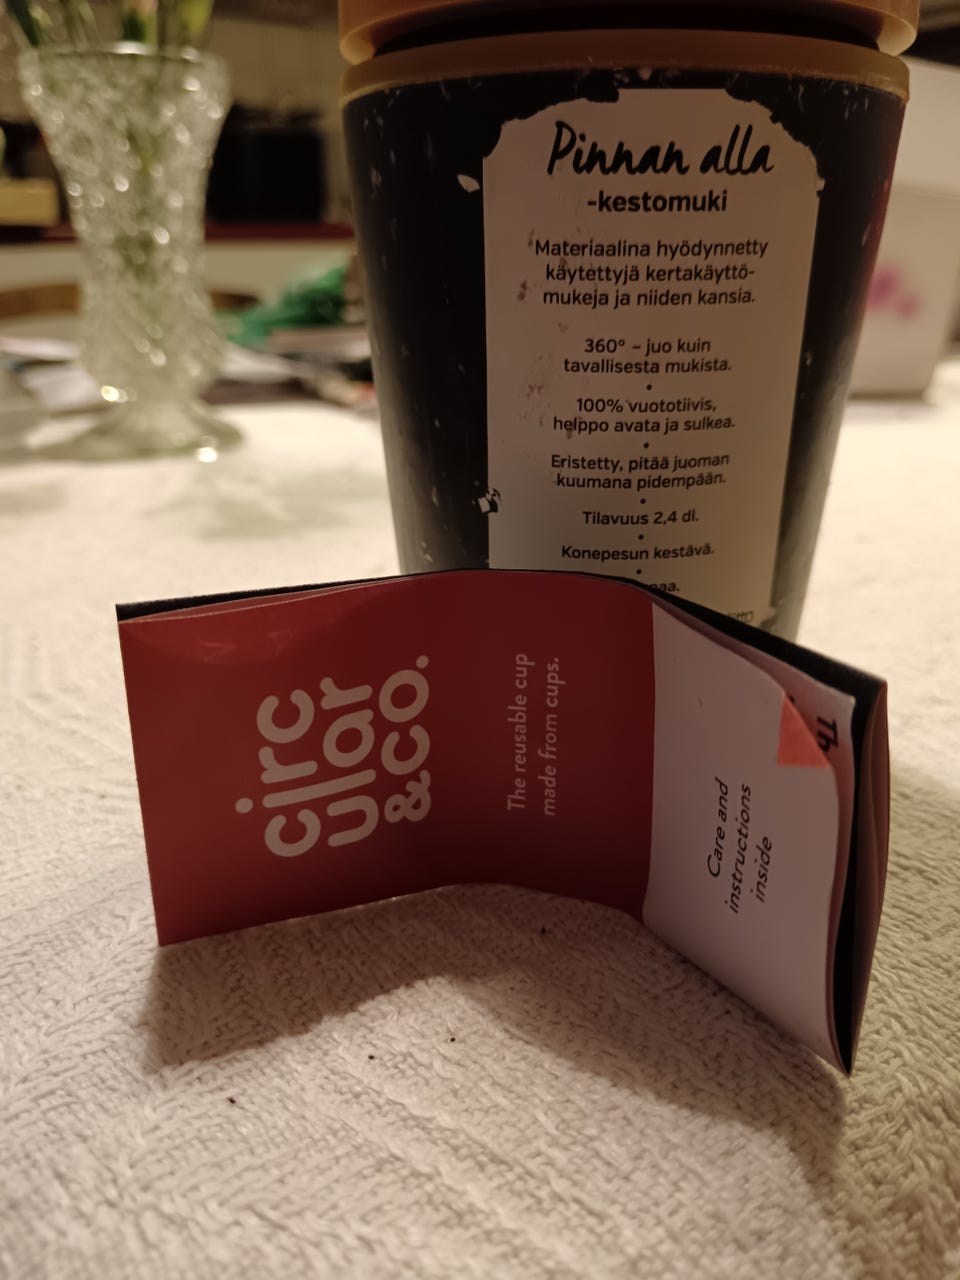 Pinnan alla
-kestomuki
Materiaalina hyödynnetty
käytettyjä kertakäyttö-
mukeja ja niiden kansia.
360° – juo kuin
tavallisesta mukista.
•
100% vuototiivis,
helppo avata ja sulkea.
•
Eristetty, pitää juoman
kuumana pidempään.
•
Tilavuus 2,4 dl.
•
Konepesun kestävä.
•
circ
ular
&co.
The reusable cup
made from cups.
Care and
instructions
inside